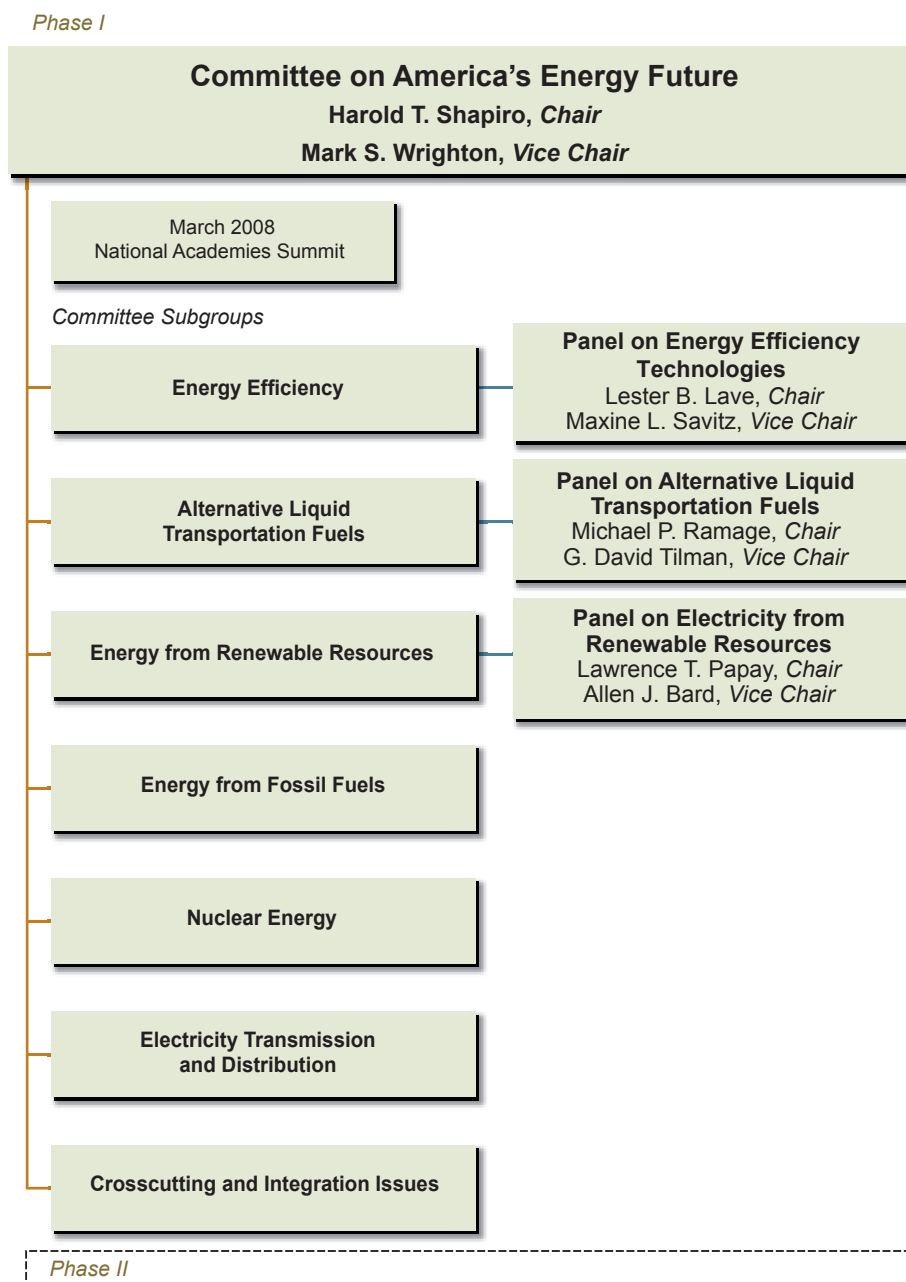 Phase I
Committee on America's Energy Future
Harold T. Shapiro, Chair
Mark S. Wrighton, Vice Chair
March 2008
National Academies Summit
Committee Subgroups
Energy Efficiency
Panel on Energy Efficiency
Technologies
Lester B. Lave, Chair
Maxine L. Savitz, Vice Chair
Alternative Liquid
Transportation Fuels
Panel on Alternative Liquid
Transportation Fuels
Michael P. Ramage, Chair
G. David Tilman, Vice Chair
Energy from Renewable Resources
Panel on Electricity from
Renewable Resources
Lawrence T. Papay, Chair
Allen J. Bard, Vice Chair
Energy from Fossil Fuels
Nuclear Energy
Electricity Transmission
and Distribution
Crosscutting and Integration Issues
Phase II